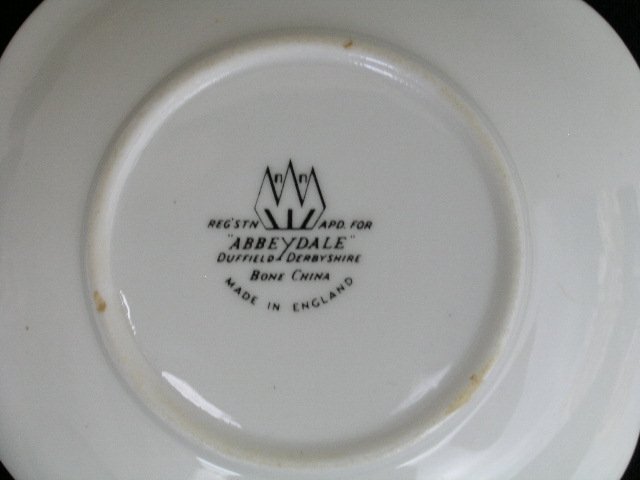 REG'STN APD. FOR
"ABBEYDALE"
DUFFIELD DERBYSHIRE
BONE CHINA
MADE IN ENGLAND